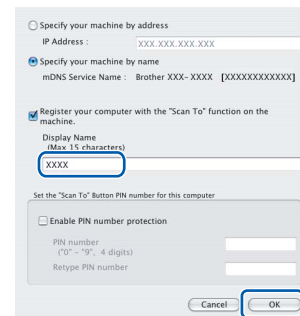 Specify your machine by address
IP Address : XXX.XXX.XXX.XXX
Specify your machine by name
mDNS Service Name : Brother XXX- XXXX [XXXXXXXXXXXX]
Register your computer with the "Scan To" function on the
machine.
Display Name
(Max 15 characters)
XXXX
Set the "Scan To" Button PIN number for this computer
Enable PIN number protection
PIN number
("0" - "9", 4 digits)
Retype PIN number
Cancel OK